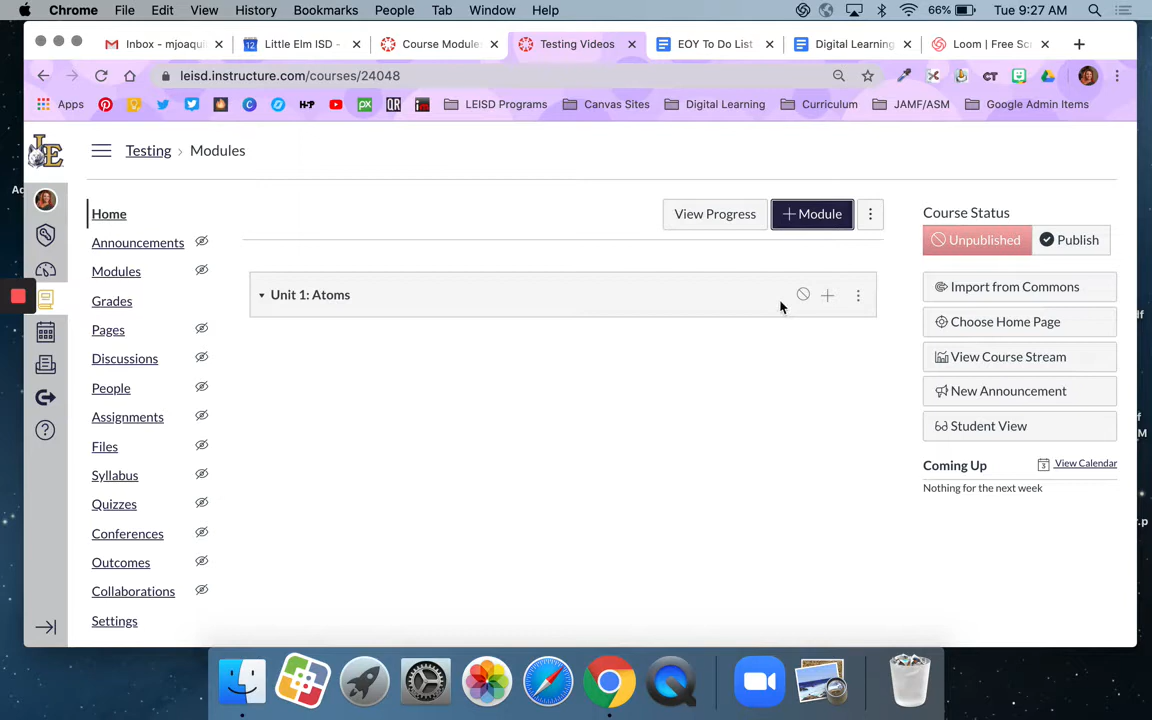 Chrome File Edit View History Bookmarks People Tab Window Help 66% Tue 9:27 AM
Inbox - mjoaqui Little Elm ISD - Course Module Testing Videos EOY To Do List Digital Learning Loom | Free Sc
leisd.instructure.com/courses/24048
Apps LEISD Programs Canvas Sites Digital Learning Curriculum JAMF/ASM Google Admin Items
Testing › Modules
Home
Announcements
Modules
Grades
Pages
Discussions
People
Assignments
Files
Syllabus
Quizzes
Conferences
Outcomes
Collaborations
Settings
View Progress + Module
Unit 1: Atoms
Course Status
Unpublished Publish
Import from Commons
Choose Home Page
View Course Stream
New Announcement
Student View
Coming Up View Calendar
Nothing for the next week